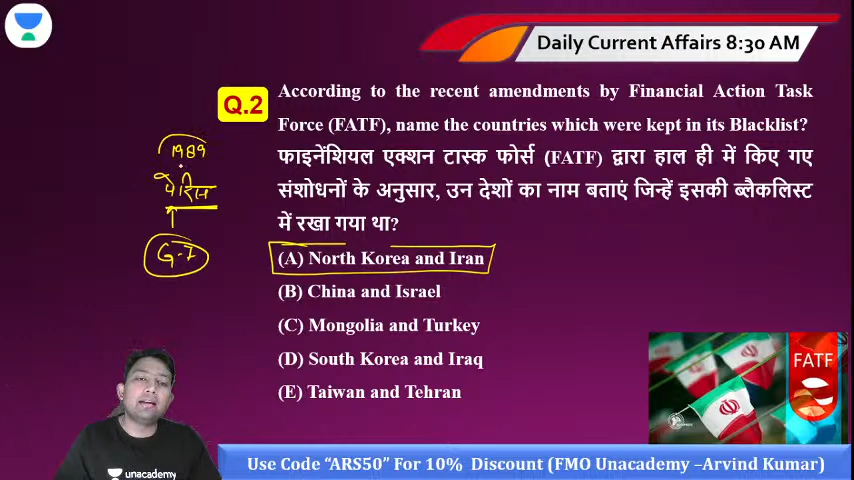 Daily Current Affairs 8:30 AM
Q.2
According to the recent amendments by Financial Action Task
Force (FATF), name the countries which were kept in its Blacklist?
फाइनेंशियल एक्शन टास्क फोर्स (FATF) द्वारा हाल ही में किए गए
संशोधनों के अनुसार, उन देशों का नाम बताएं जिन्हें इसकी ब्लैकलिस्ट
में रखा गया था?
1989
पेरिस
G-7
(A) North Korea and Iran
(B) China and Israel
(C) Mongolia and Turkey
(D) South Korea and Iraq
(E) Taiwan and Tehran
FATF
unacademy
Use Code “ARS50” For 10% Discount (FMO Unacademy –Arvind Kumar)